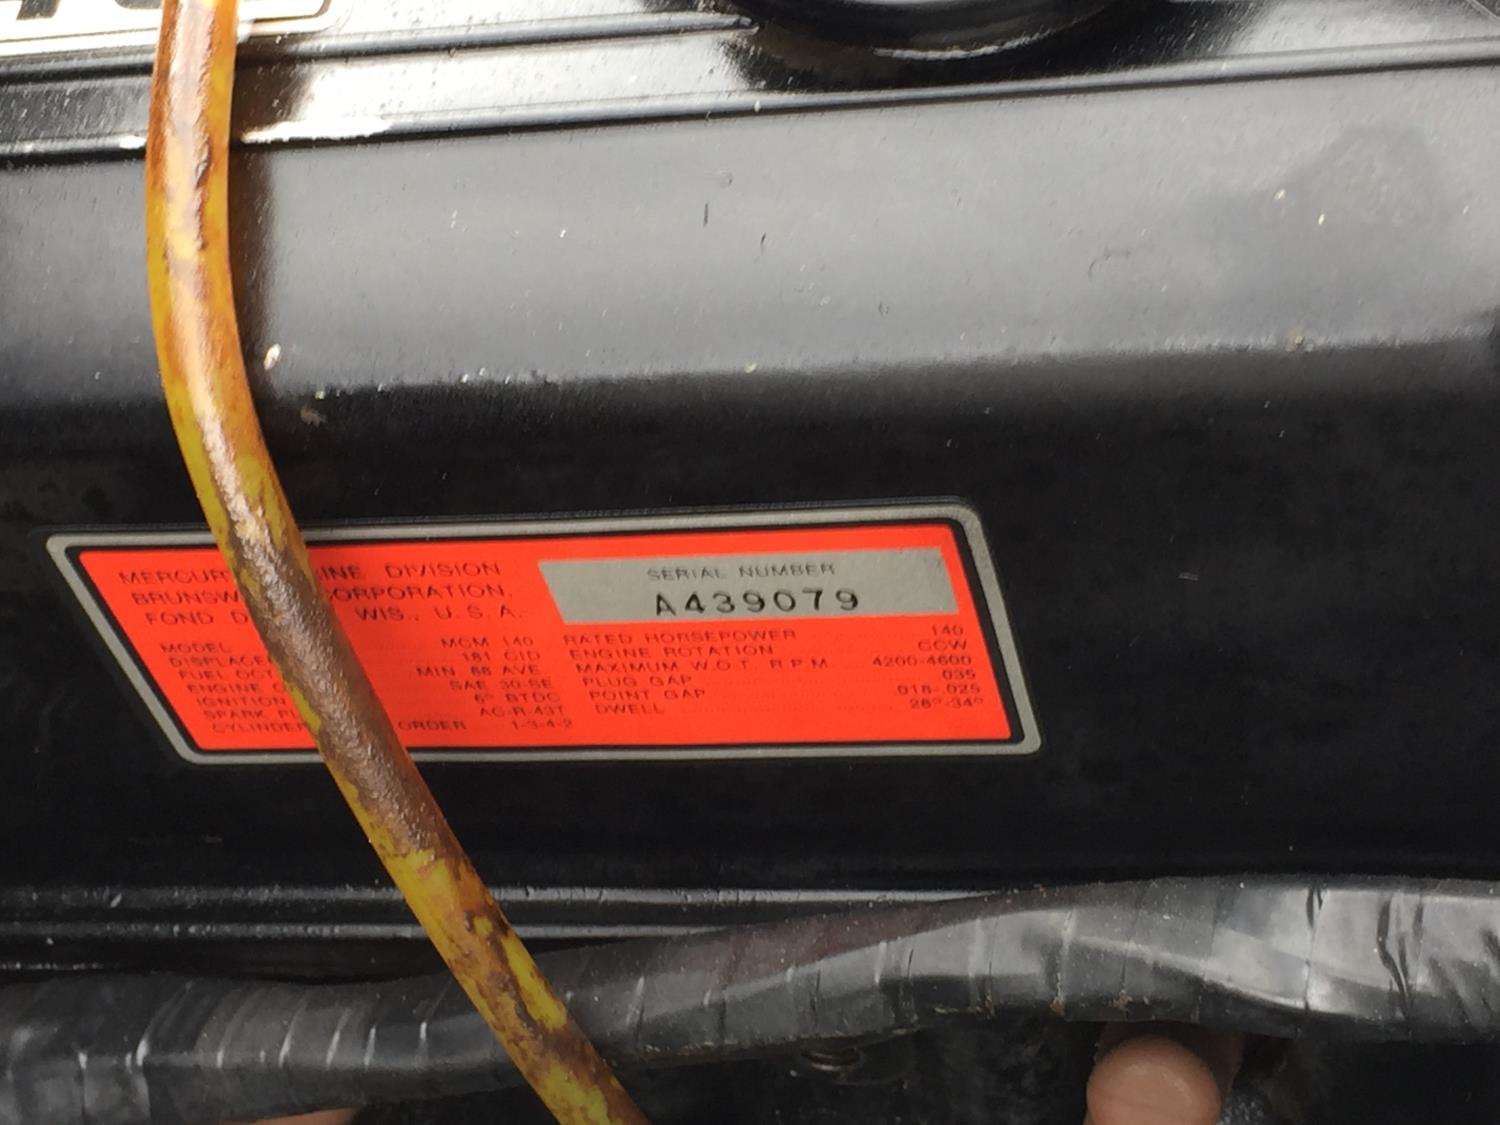 MERCUR INE DIVISION
BRUNSW CORPORATION,
FOND D WIS., U.S.A.
SERIAL NUMBER
A439079
MODEL MCM 140
DISPLACE 181 CID
FUEL OCT MIN 86 AVE.
ENGINE O SAE 30-SE
IGNITION 6° BTDC
SPARK PL AC-R-43T
CYLINDER ORDER 1-3-4-2
RATED HORSEPOWER 140
ENGINE ROTATION CCW
MAXIMUM W.O.T. R P M 4200-4600
PLUG GAP .035
POINT GAP .018-.025
DWELL 28°-34°